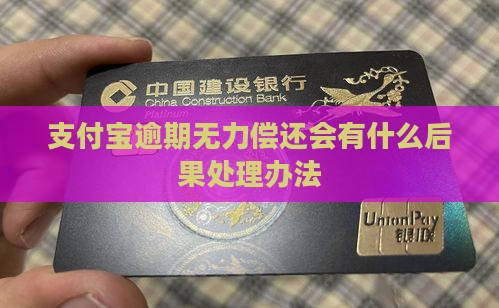 中国建设银行
China Construction Bank
Platinum
支付宝逾期无力偿还会有什么后
果处理办法
UnionPay
银联